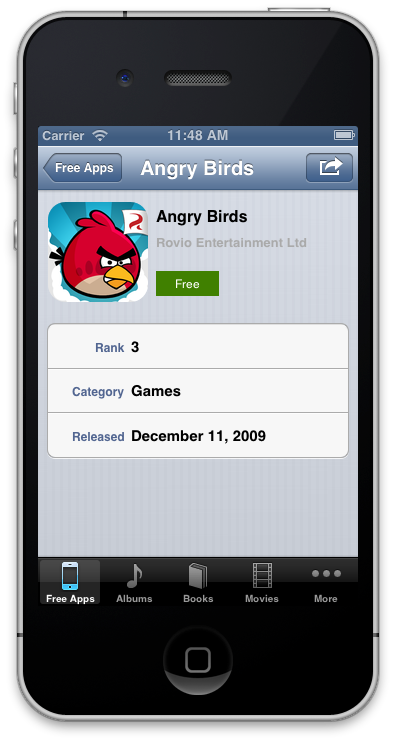 Carrier 11:48 AM
Free Apps Angry Birds
Angry Birds
Rovio Entertainment Ltd
Free
Rank 3
Category Games
Released December 11, 2009
Free Apps Albums Books Movies More